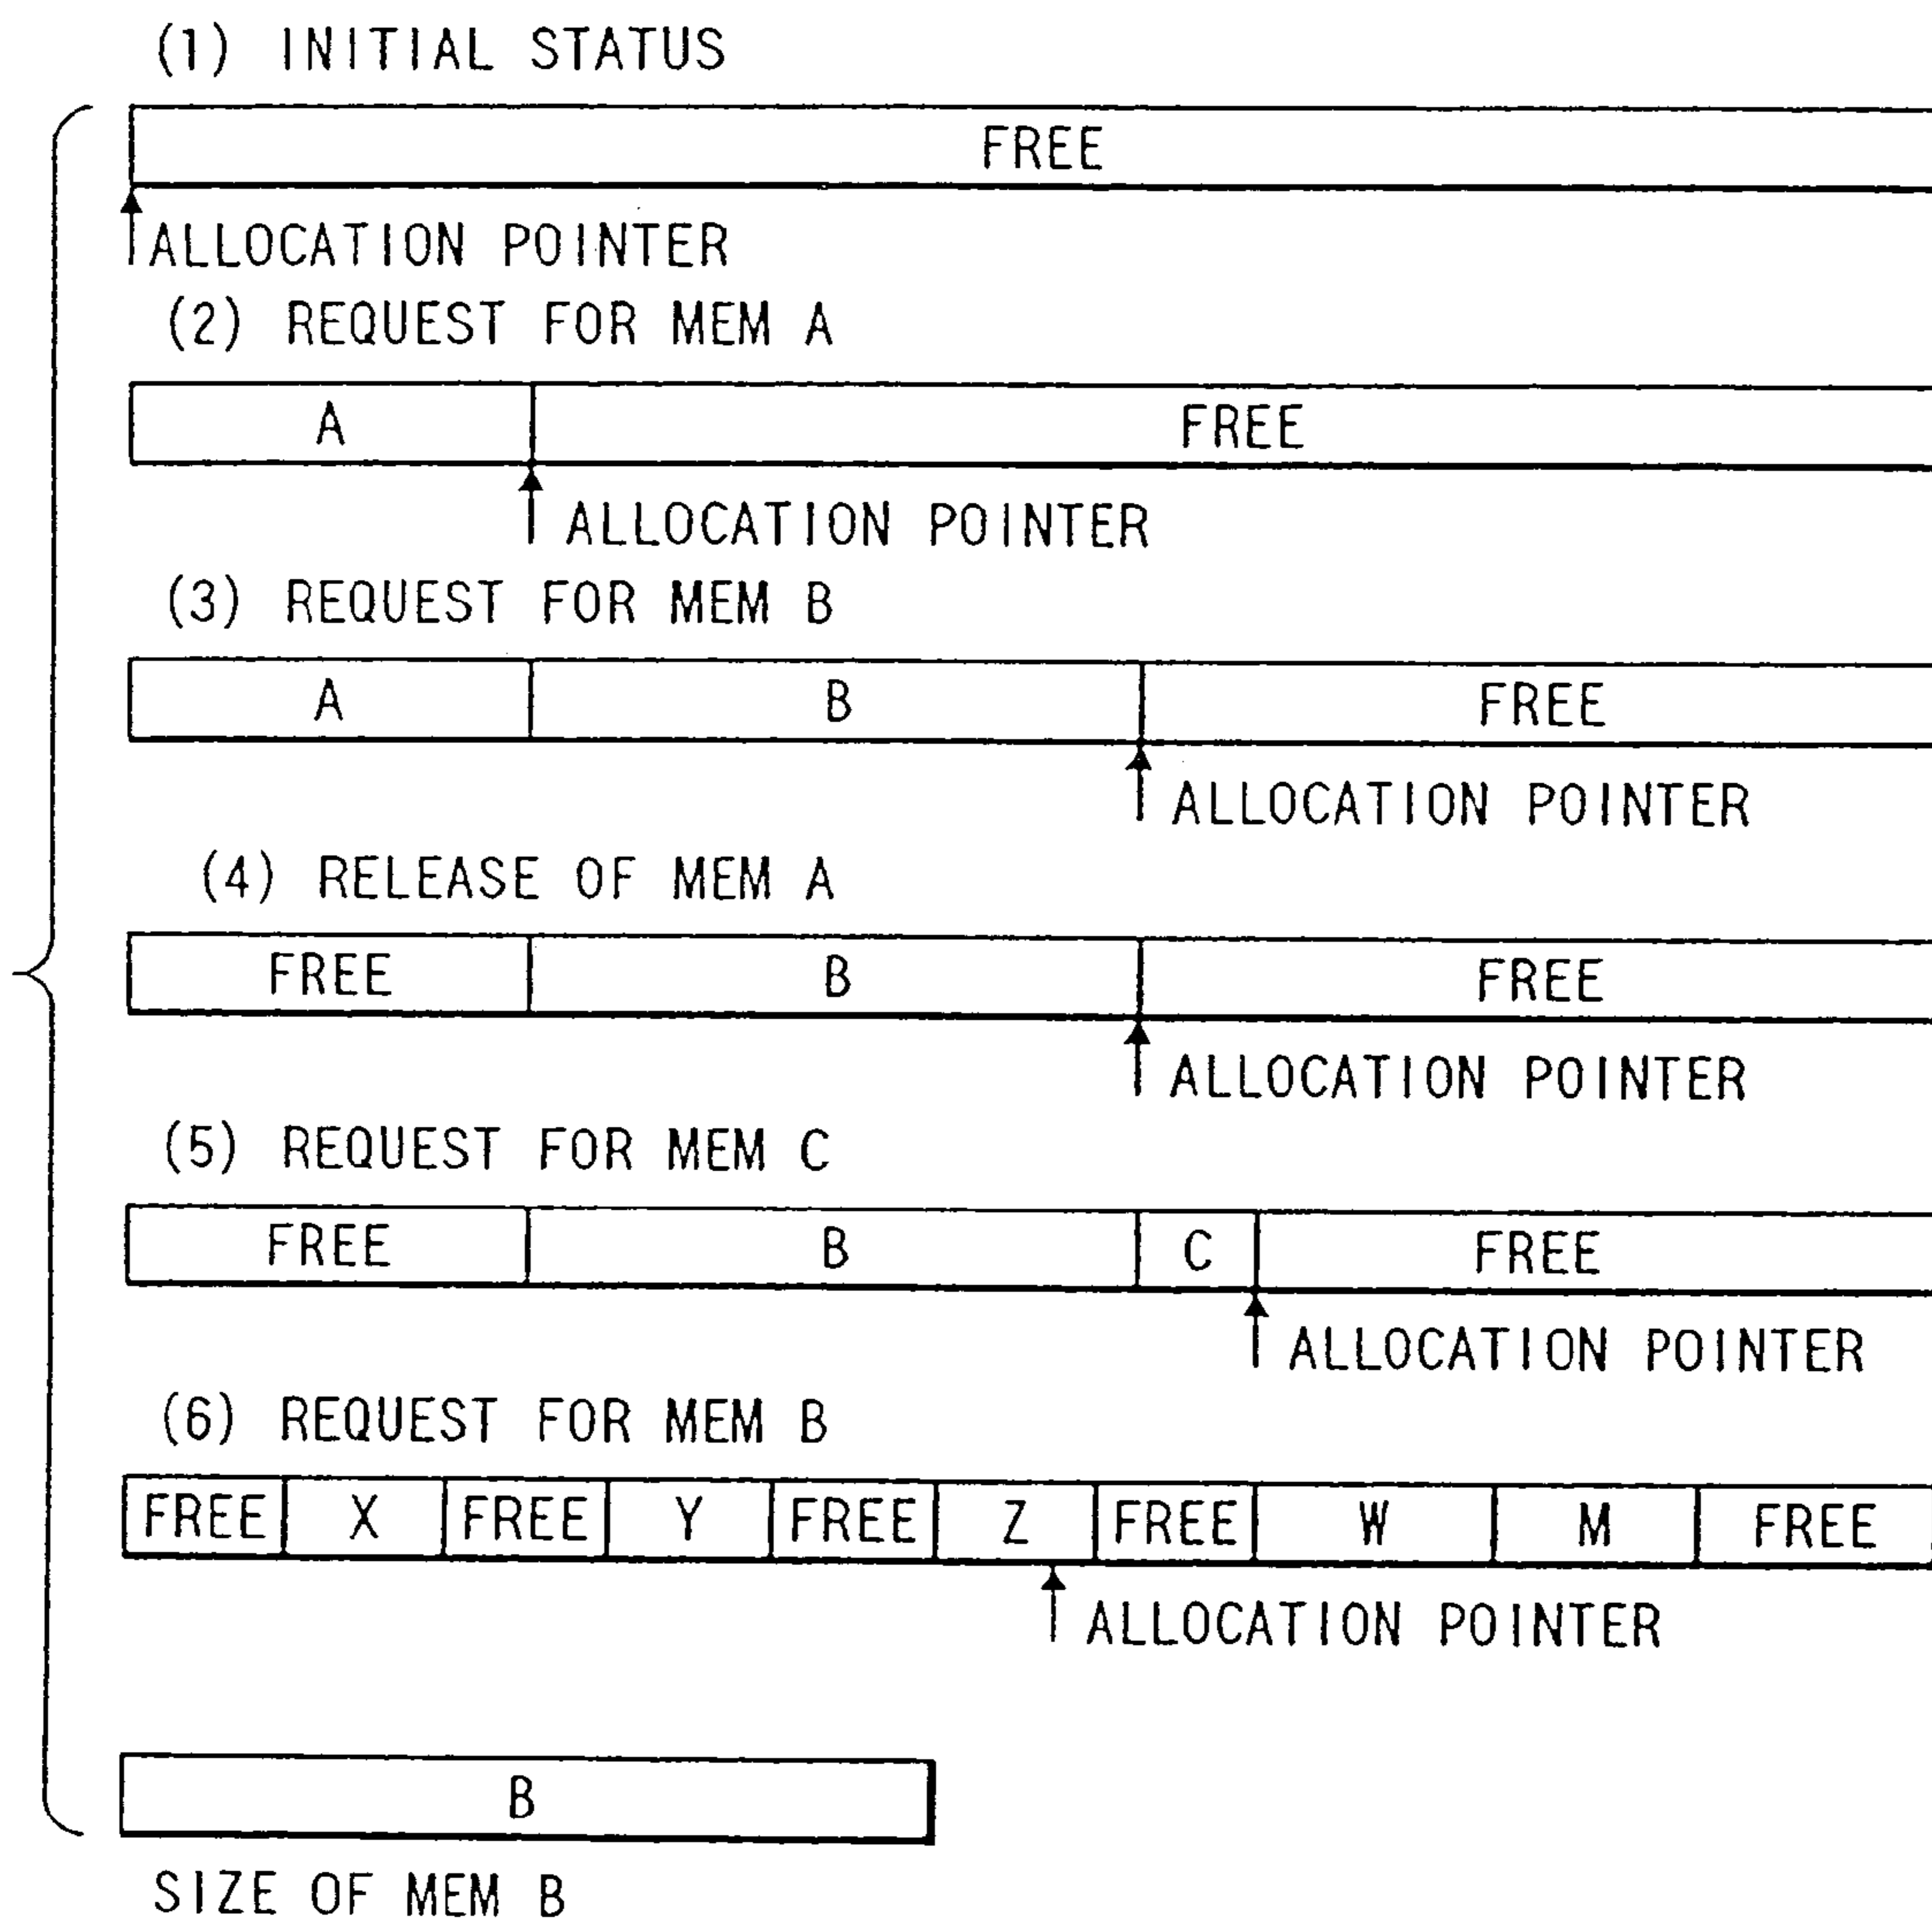 (1) INITIAL STATUS
FREE
ALLOCATION POINTER
(2) REQUEST FOR MEM A
A FREE
ALLOCATION POINTER
(3) REQUEST FOR MEM B
A B FREE
ALLOCATION POINTER
(4) RELEASE OF MEM A
FREE B FREE
ALLOCATION POINTER
(5) REQUEST FOR MEM C
FREE B C FREE
ALLOCATION POINTER
(6) REQUEST FOR MEM B
FREE X FREE Y FREE Z FREE W M FREE
ALLOCATION POINTER
B
SIZE OF MEM B